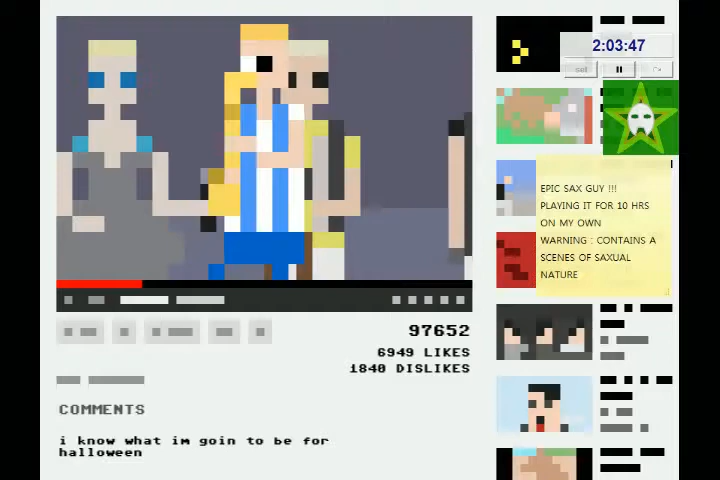 2:03:47
EPIC SAX GUY !!!
PLAYING IT FOR 10 HRS
ON MY OWN
WARNING : CONTAINS A
SCENES OF SAXUAL
NATURE
97652
6949 LIKES
1840 DISLIKES
COMMENTS
i know what im goin to be for
halloween